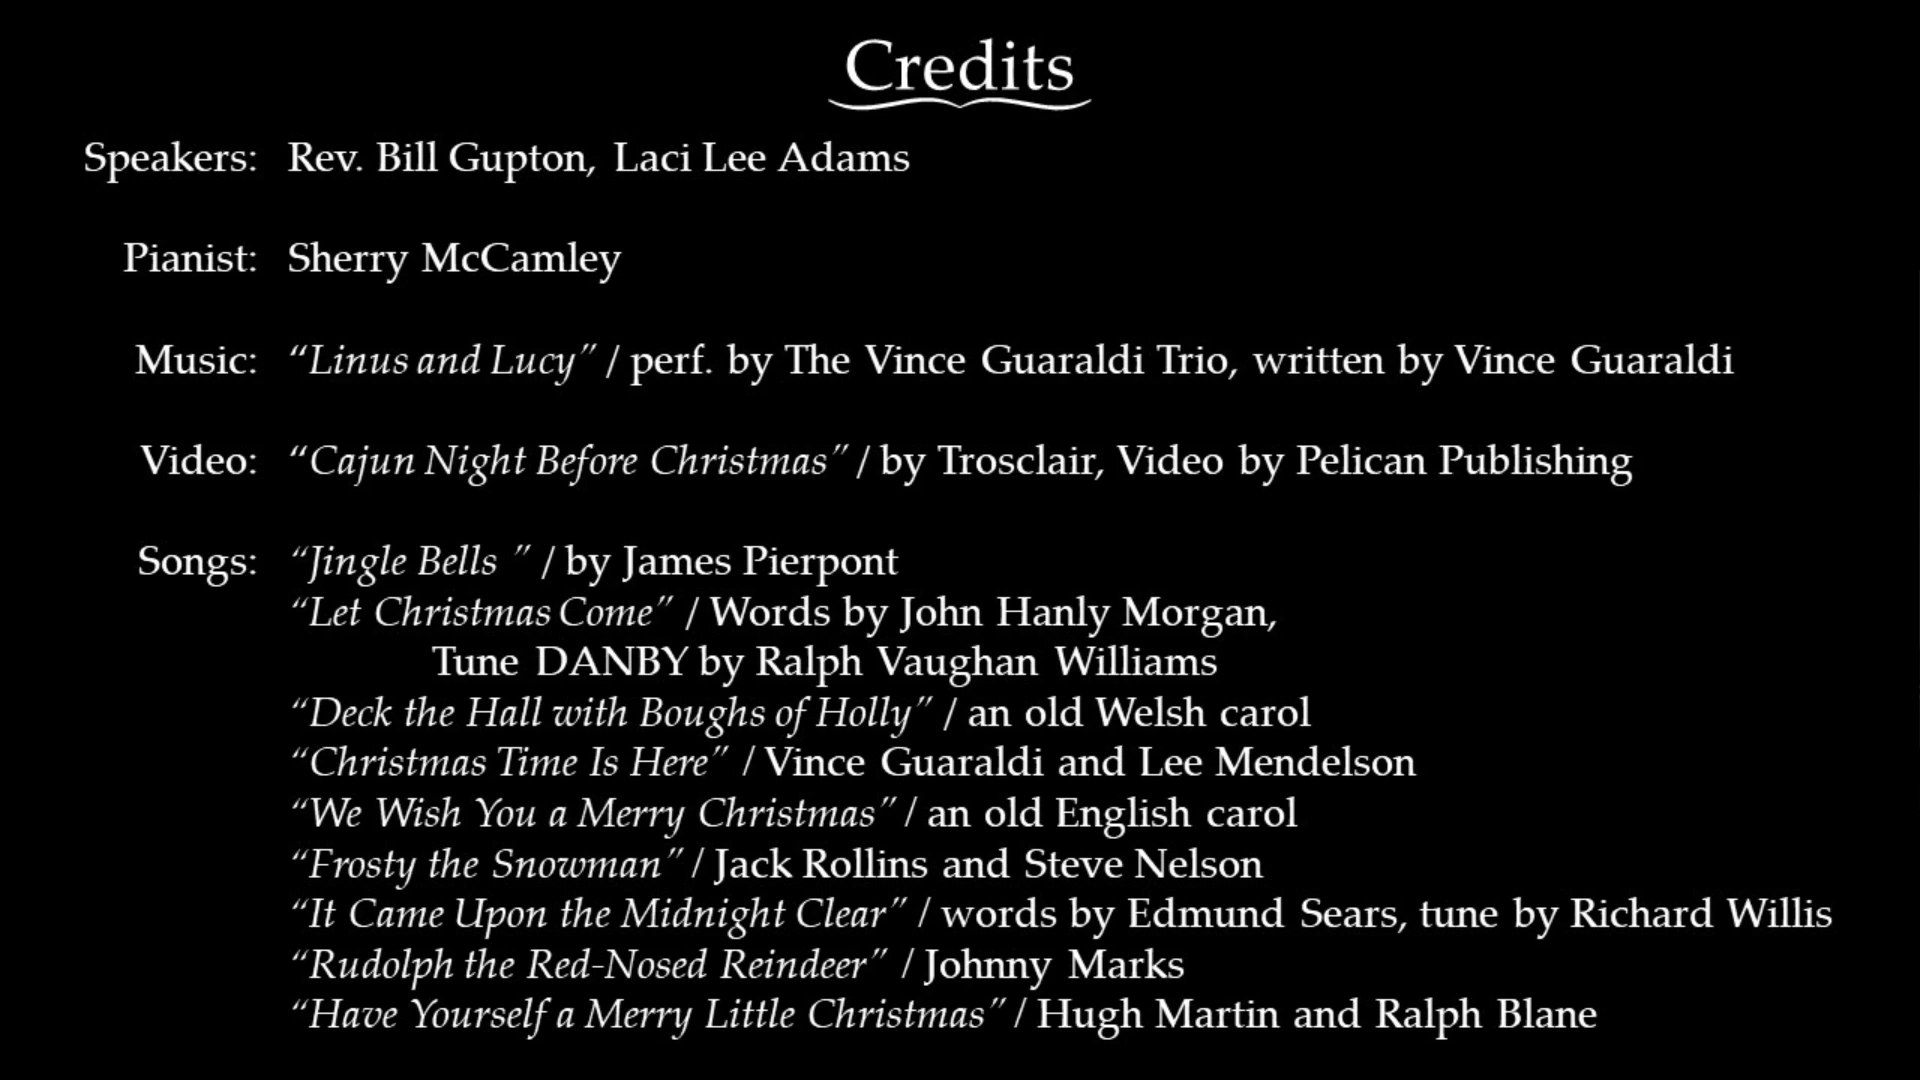 Credits
Speakers: Rev. Bill Gupton, Laci Lee Adams
Pianist: Sherry McCamley
Music: “Linus and Lucy” / perf. by The Vince Guaraldi Trio, written by Vince Guaraldi
Video: “Cajun Night Before Christmas” / by Trosclair, Video by Pelican Publishing
Songs: “Jingle Bells ” / by James Pierpont
“Let Christmas Come” / Words by John Hanly Morgan,
Tune DANBY by Ralph Vaughan Williams
“Deck the Hall with Boughs of Holly” / an old Welsh carol
“Christmas Time Is Here” / Vince Guaraldi and Lee Mendelson
“We Wish You a Merry Christmas” / an old English carol
“Frosty the Snowman” / Jack Rollins and Steve Nelson
“It Came Upon the Midnight Clear” / words by Edmund Sears, tune by Richard Willis
“Rudolph the Red-Nosed Reindeer” / Johnny Marks
“Have Yourself a Merry Little Christmas” / Hugh Martin and Ralph Blane